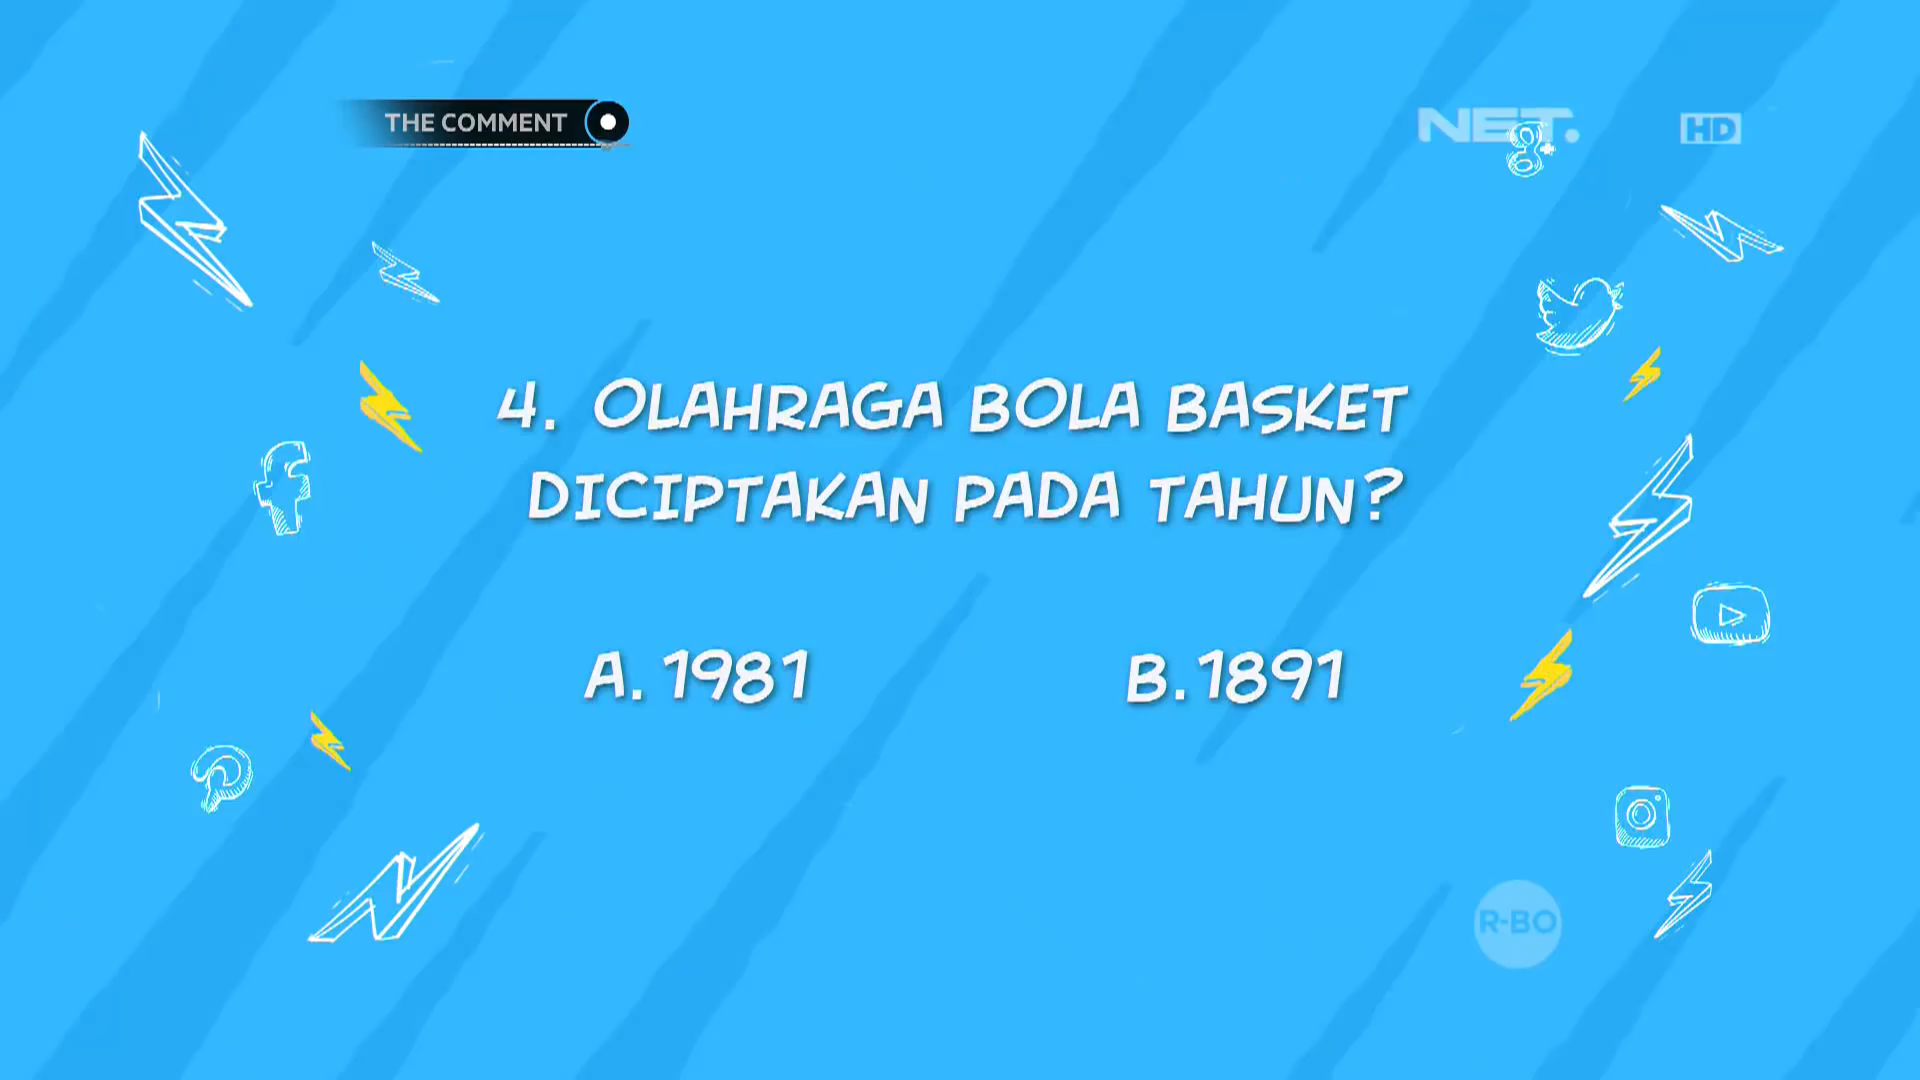 THE COMMENT
NET.
HD
4. OLAHRAGA BOLA BASKET
DICIPTAKAN PADA TAHUN?
A. 1981
B. 1891
R-BO